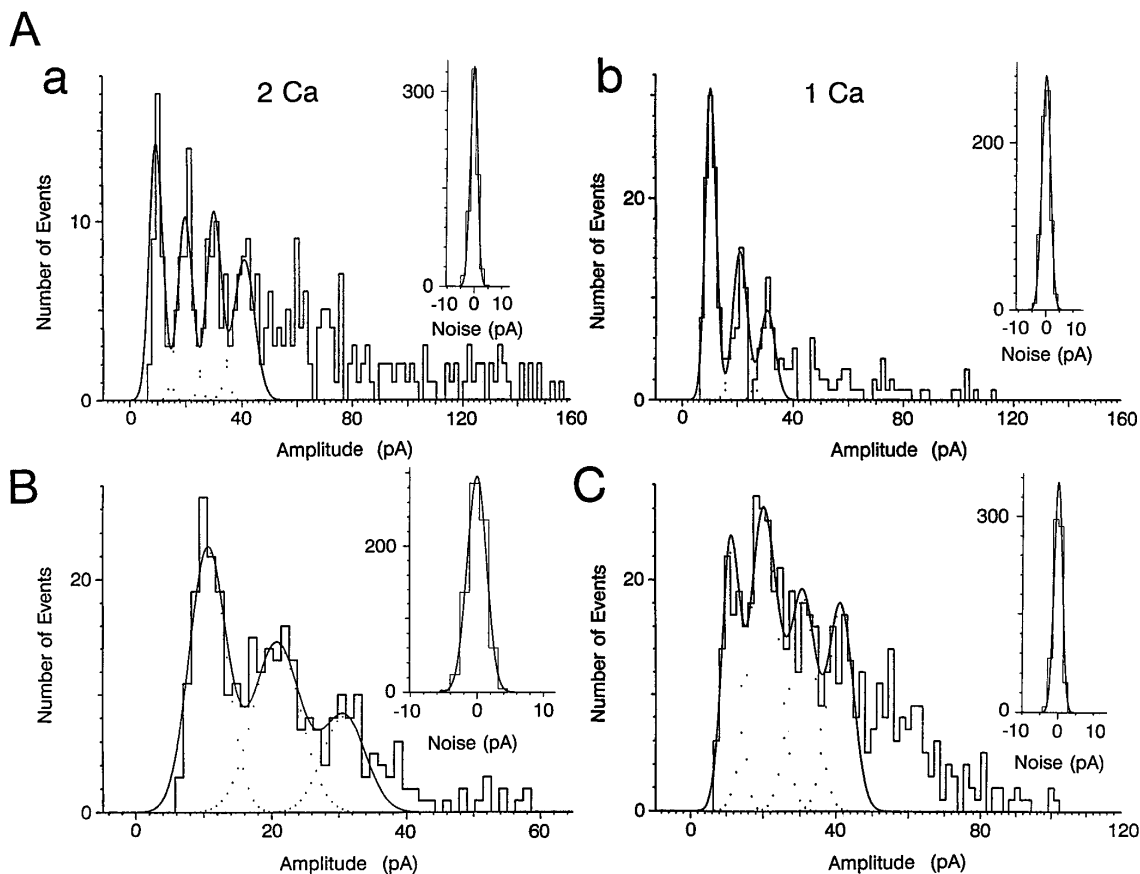 A
a
2 Ca
Number of Events
10
0
0 40 80 120 160
Amplitude (pA)
300
0
-10 0 10
Noise (pA)
b
1 Ca
Number of Events
20
0
0 40 80 120 160
Amplitude (pA)
200
0
-10 0 10
Noise (pA)
B
Number of Events
20
0
0 20 40 60
Amplitude (pA)
200
0
-10 0 10
Noise (pA)
C
Number of Events
20
0
0 40 80 120
Amplitude (pA)
300
0
-10 0 10
Noise (pA)